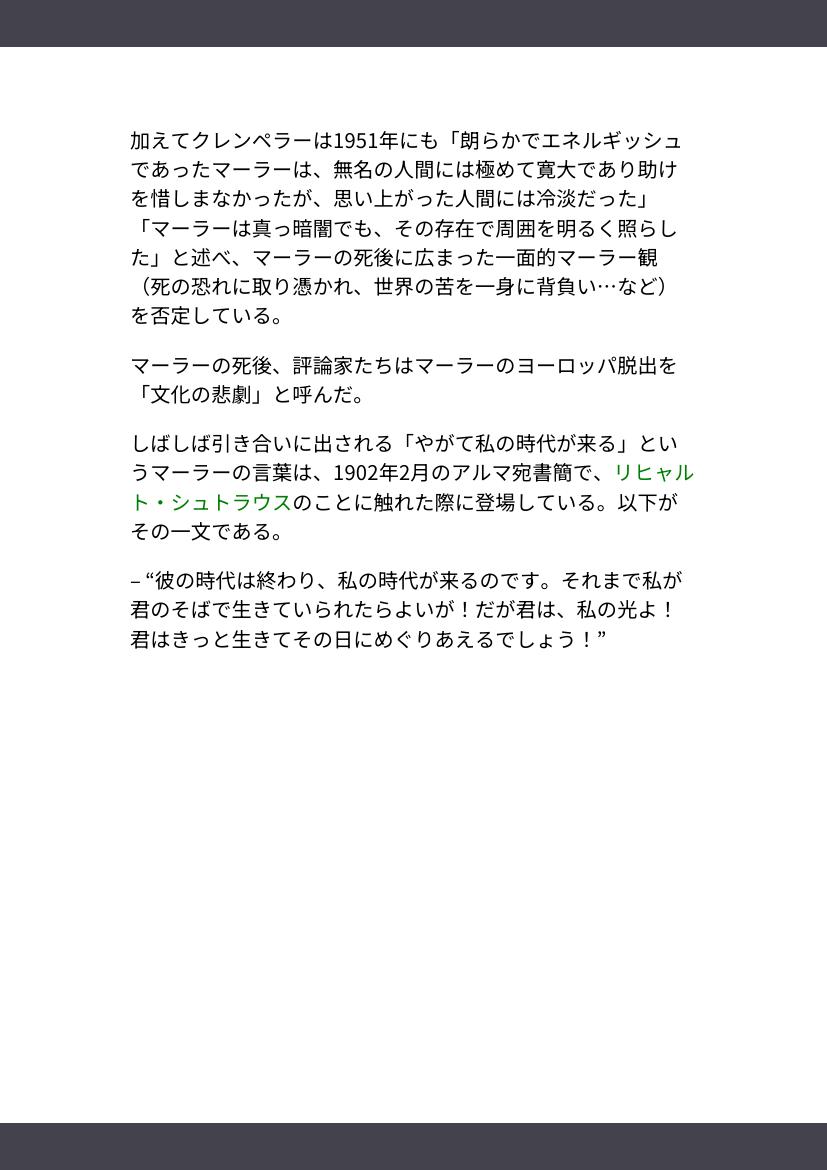 加えてクレンペラーは1951年にも「朗らかでエネルギッシュ
であったマーラーは、無名の人間には極めて寛大であり助け
を惜しまなかったが、思い上がった人間には冷淡だった」
「マーラーは真っ暗闇でも、その存在で周囲を明るく照らし
た」と述べ、マーラーの死後に広まった一面的マーラー観
（死の恐れに取り憑かれ、世界の苦を一身に背負い…など）
を否定している。
マーラーの死後、評論家たちはマーラーのヨーロッパ脱出を
「文化の悲劇」と呼んだ。
しばしば引き合いに出される「やがて私の時代が来る」とい
うマーラーの言葉は、1902年2月のアルマ宛書簡で、リヒャル
ト・シュトラウスのことに触れた際に登場している。以下が
その一文である。
– “彼の時代は終わり、私の時代が来るのです。それまで私が
君のそばで生きていられたらよいが！だが君は、私の光よ！
君はきっと生きてその日にめぐりあえるでしょう！”